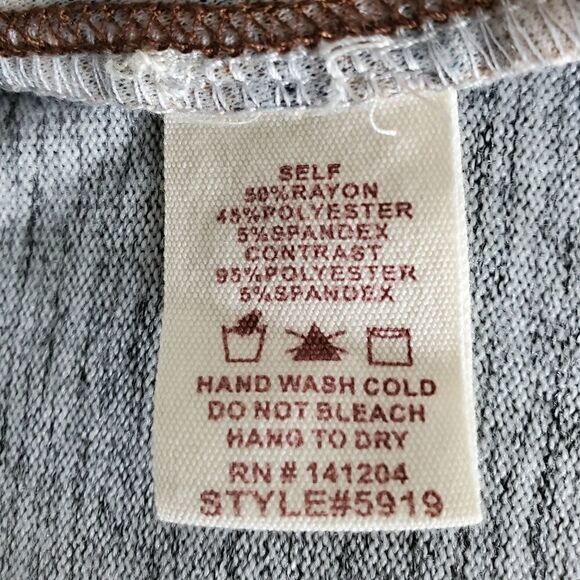 SELF
50%RAYON
45%POLYESTER
5%SPANDEX
CONTRAST
95%POLYESTER
5%SPANDEX
HAND WASH COLD
DO NOT BLEACH
HANG TO DRY
RN # 141204
STYLE#5919